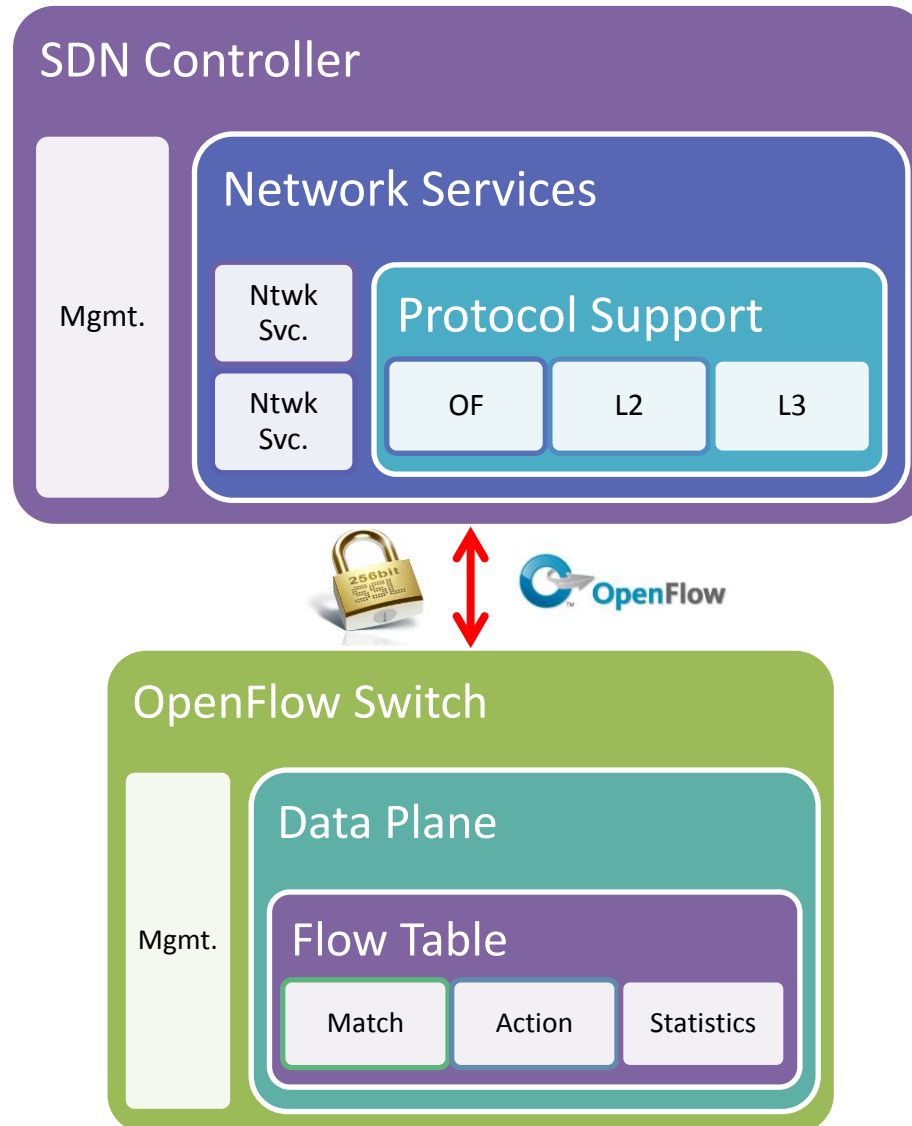 SDN Controller
Network Services
Mgmt.
Ntwk
Svc.
Protocol Support
Ntwk
Svc.
OF
L2
L3
256bit
SSL
OpenFlow
TM
OpenFlow Switch
Data Plane
Mgmt.
Flow Table
Match
Action
Statistics